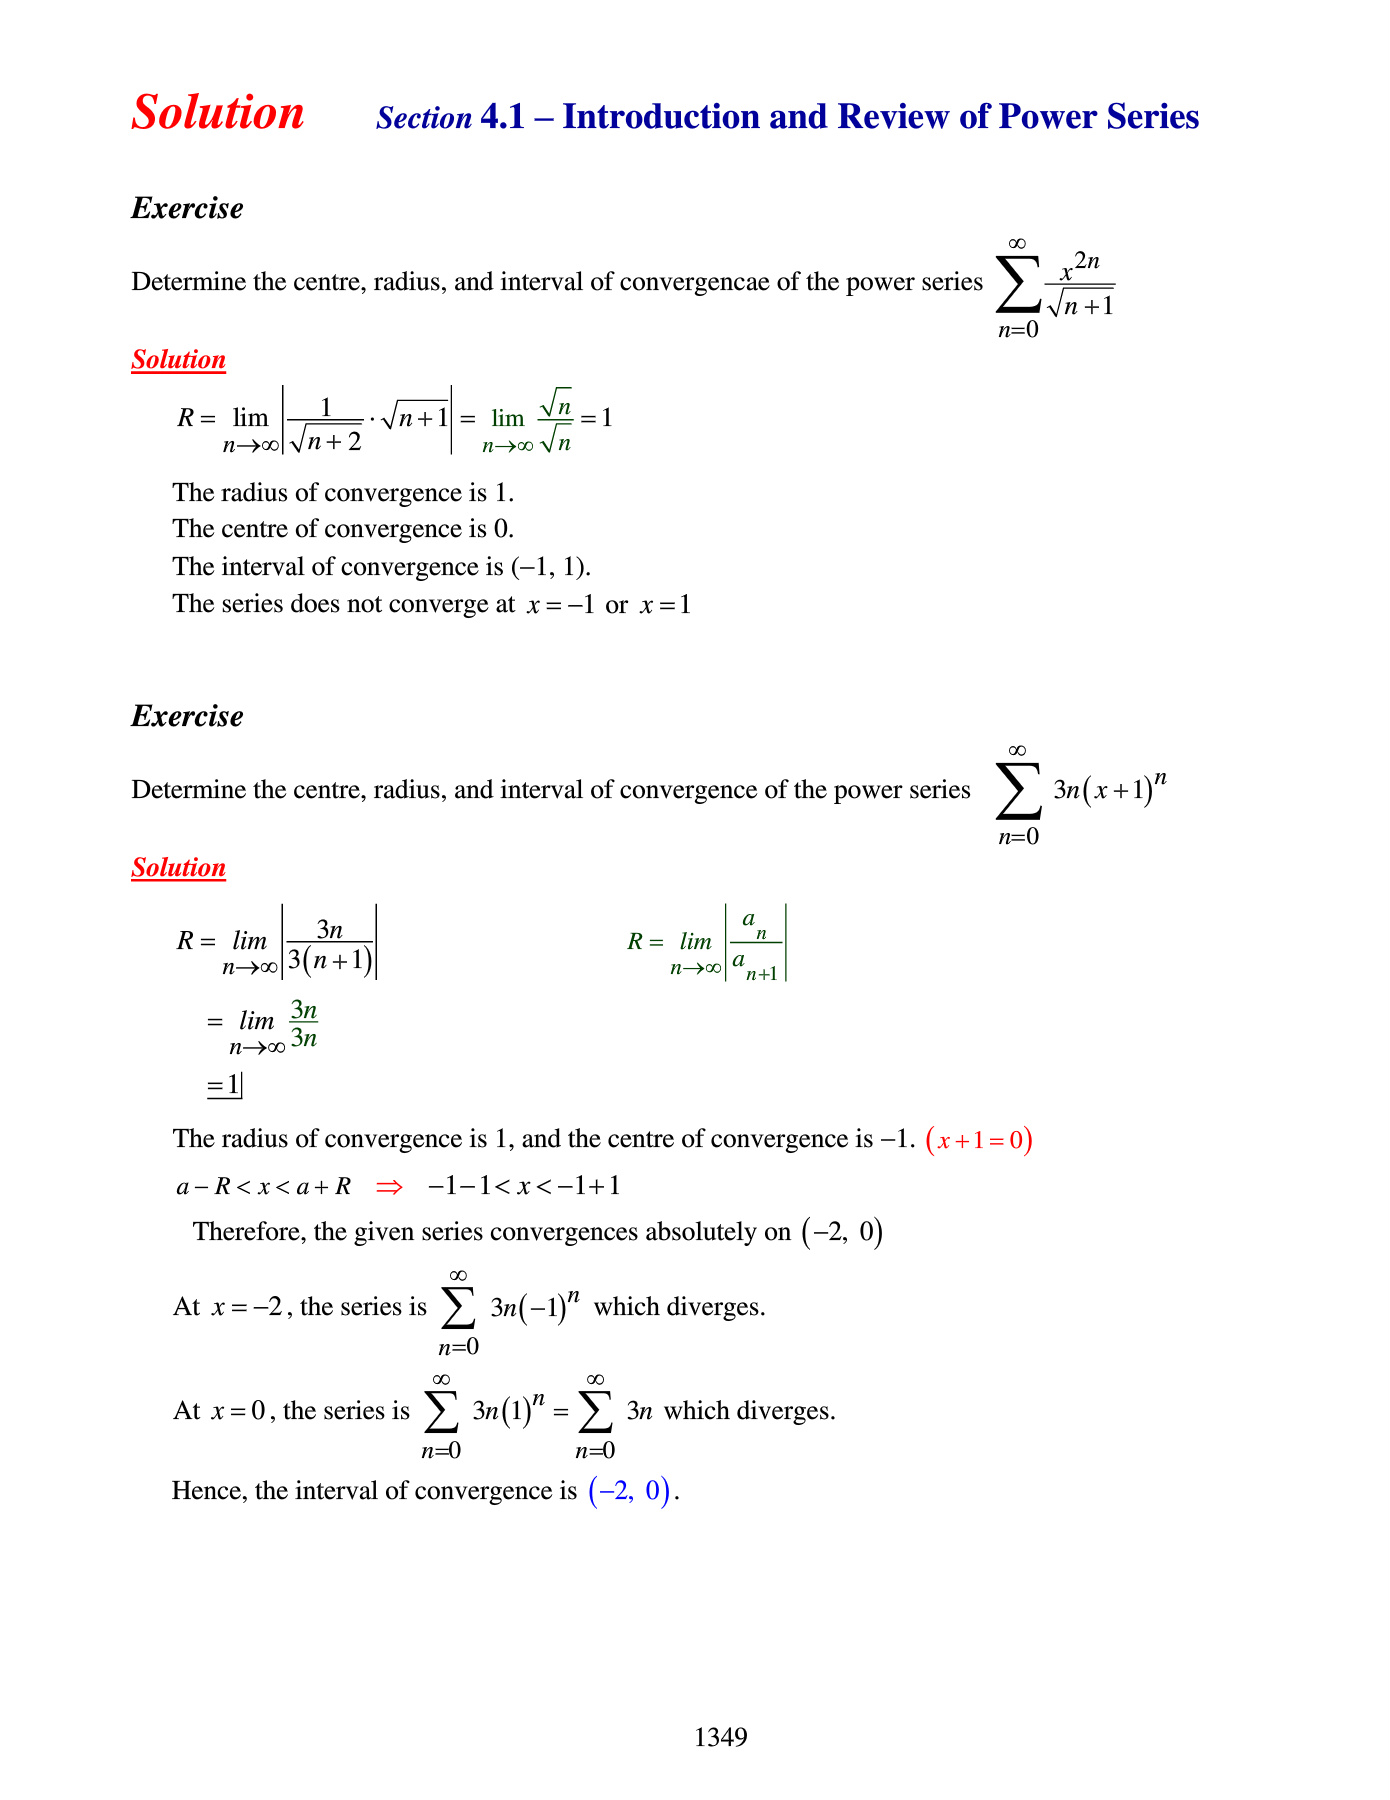 Solution Section 4.1 – Introduction and Review of Power Series
Exercise
Determine the centre, radius, and interval of convergencae of the power series $\sum_{n=0}^{\infty} \frac{x^{2n}}{\sqrt{n+1}}$
Solution
$R = \lim_{n\to\infty} \left| \frac{1}{\sqrt{n+2}} \cdot \sqrt{n+1} \right| = \lim_{n\to\infty} \frac{\sqrt{n}}{\sqrt{n}} = 1$
The radius of convergence is 1.
The centre of convergence is 0.
The interval of convergence is (−1, 1).
The series does not converge at $x = -1$ or $x = 1$
Exercise
Determine the centre, radius, and interval of convergence of the power series $\sum_{n=0}^{\infty} 3n(x+1)^n$
Solution
$R = \lim_{n\to\infty} \left| \frac{3n}{3(n+1)} \right|$ $R = \lim_{n\to\infty} \left| \frac{a_n}{a_{n+1}} \right|$
$= \lim_{n\to\infty} \frac{3n}{3n}$
$= 1$
The radius of convergence is 1, and the centre of convergence is −1. $(x+1=0)$
$a - R < x < a + R \Rightarrow -1-1 < x < -1+1$
Therefore, the given series convergences absolutely on $(-2, 0)$
At $x = -2$, the series is $\sum_{n=0}^{\infty} 3n(-1)^n$ which diverges.
At $x = 0$, the series is $\sum_{n=0}^{\infty} 3n(1)^n = \sum_{n=0}^{\infty} 3n$ which diverges.
Hence, the interval of convergence is $(-2, 0)$.
1349